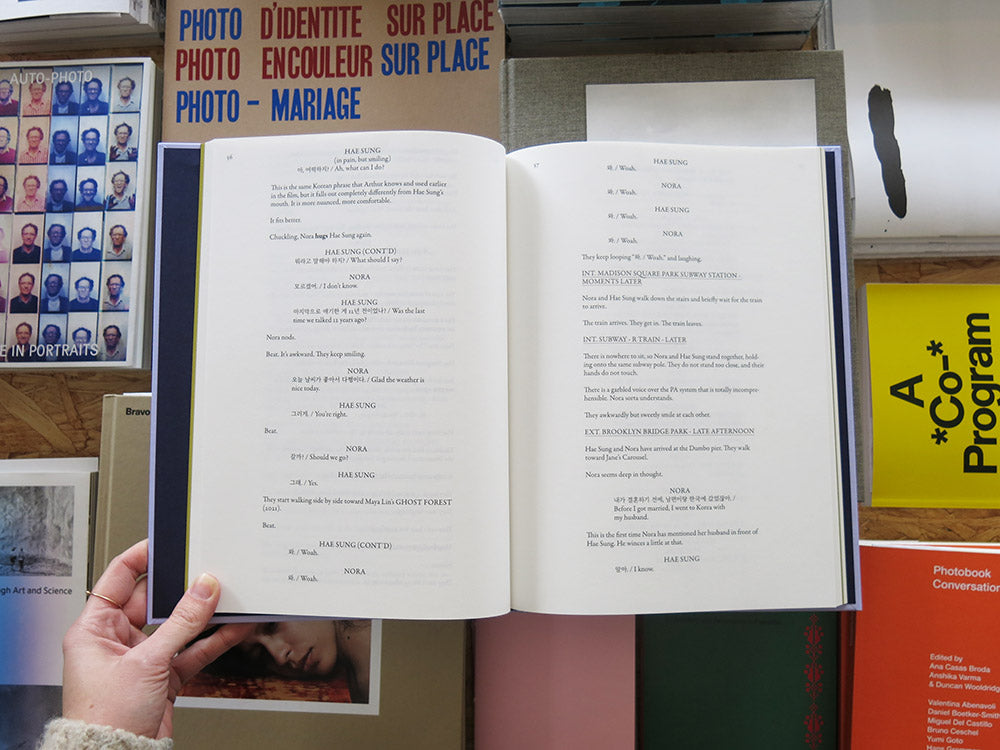 PHOTO D'IDENTITE SUR PLACE
PHOTO ENCOULEUR SUR PLACE
PHOTO - MARIAGE
AUTO-PHOTO
E IN PORTRAITS
Bravo
gh Art and Science
56
HAE SUNG
(in pain, but smiling)
아, 어떡하지? / Ah, what can I do?
This is the same Korean phrase that Arthur knows and used earlier
in the film, but it falls out completely differently from Hae Sung's
mouth. It is more nuanced, more comfortable.
It fits better.
Chuckling, Nora hugs Hae Sung again.
HAE SUNG (CONT'D)
뭐라고 말해야 하지? / What should I say?
NORA
모르겠어. / I don't know.
HAE SUNG
마지막으로 얘기한 게 12년 전이었나? / Was the last
time we talked 12 years ago?
Nora nods.
Beat. It's awkward. They keep smiling.
NORA
오늘 날씨가 좋아서 다행이다. / Glad the weather is
nice today.
HAE SUNG
그러게. / You're right.
Beat.
NORA
갈까? / Should we go?
HAE SUNG
그래. / Yes.
They start walking side by side toward Maya Lin's GHOST FOREST
(2021).
Beat.
HAE SUNG (CONT'D)
와. / Woah.
NORA
와. / Woah.
57
HAE SUNG
와. / Woah.
NORA
와. / Woah.
HAE SUNG
와. / Woah.
NORA
와. / Woah.
They keep looping "와. / Woah." and laughing.
INT. MADISON SQUARE PARK SUBWAY STATION -
MOMENTS LATER
Nora and Hae Sung walk down the stairs and briefly wait for the train
to arrive.
The train arrives. They get in. The train leaves.
INT. SUBWAY - R TRAIN - LATER
There is nowhere to sit, so Nora and Hae Sung stand together, hold-
ing onto the same subway pole. They do not stand too close, and their
hands do not touch.
There is a garbled voice over the PA system that is totally incompre-
hensible. Nora sorta understands.
They awkwardly but sweetly smile at each other.
EXT. BROOKLYN BRIDGE PARK - LATE AFTERNOON
Hae Sung and Nora have arrived at the Dumbo pier. They walk
toward Jane's Carousel.
Nora seems deep in thought.
NORA
내가 결혼하기 전에, 남편이랑 한국에 갔었잖아. /
Before I got married, I went to Korea with
my husband.
This is the first time Nora has mentioned her husband in front of
Hae Sung. He winces a little at that.
HAE SUNG
알아. / I know.
A
*Co-*
Program
Photobook
Conversation
Edited by
Ana Casas Broda
Anshika Varma
& Duncan Wooldridge
Valentina Abenavoli
Daniel Boetker-Smith
Miguel Del Castillo
Bruno Ceschel
Yumi Goto